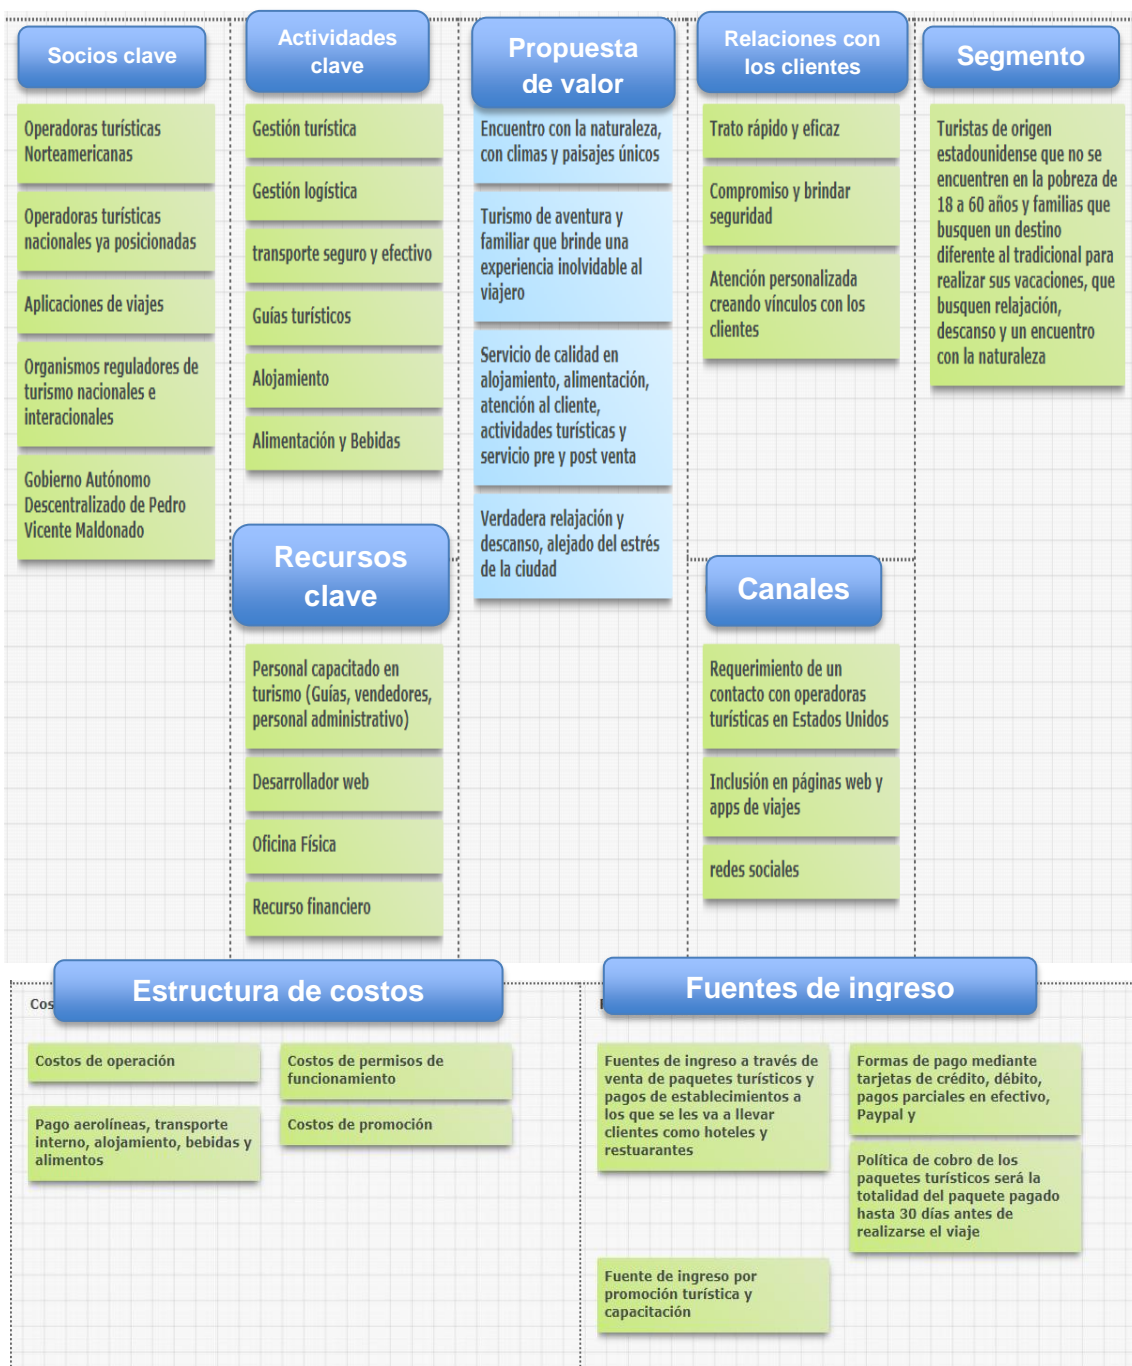 Socios clave
Operadoras turísticas
Norteamericanas
Operadoras turísticas
nacionales ya posicionadas
Aplicaciones de viajes
Organismos reguladores de
turismo nacionales e
interacionales
Gobierno Autónomo
Descentralizado de Pedro
Vicente Maldonado
Actividades
clave
Gestión turística
Gestión logística
transporte seguro y efectivo
Guías turísticos
Alojamiento
Alimentación y Bebidas
Recursos
clave
Personal capacitado en
turismo (Guías, vendedores,
personal administrativo)
Desarrollador web
Oficina Física
Recurso financiero
Propuesta
de valor
Encuentro con la naturaleza,
con climas y paisajes únicos
Turismo de aventura y
familiar que brinde una
experiencia inolvidable al
viajero
Servicio de calidad en
alojamiento, alimentación,
atención al cliente,
actividades turísticas y
servicio pre y post venta
Verdadera relajación y
descanso, alejado del estrés
de la ciudad
Relaciones con
los clientes
Trato rápido y eficaz
Compromiso y brindar
seguridad
Atención personalizada
creando vínculos con los
clientes
Canales
Requerimiento de un
contacto con operadoras
turísticas en Estados Unidos
Inclusión en páginas web y
apps de viajes
redes sociales
Segmento
Turistas de origen
estadounidense que no se
encuentren en la pobreza de
18 a 60 años y familias que
busquen un destino
diferente al tradicional para
realizar sus vacaciones, que
busquen relajación,
descanso y un encuentro
con la naturaleza
Estructura de costos
Cos
Costos de operación
Costos de permisos de
funcionamiento
Pago aerolíneas, transporte
interno, alojamiento, bebidas y
alimentos
Costos de promoción
Fuentes de ingreso
Fuentes de ingreso a través de
venta de paquetes turísticos y
pagos de establecimientos a
los que se les va a llevar
clientes como hoteles y
restuarantes
Formas de pago mediante
tarjetas de crédito, débito,
pagos parciales en efectivo,
Paypal y
Política de cobro de los
paquetes turísticos será la
totalidad del paquete pagado
hasta 30 días antes de
realizarse el viaje
Fuente de ingreso por
promoción turística y
capacitación